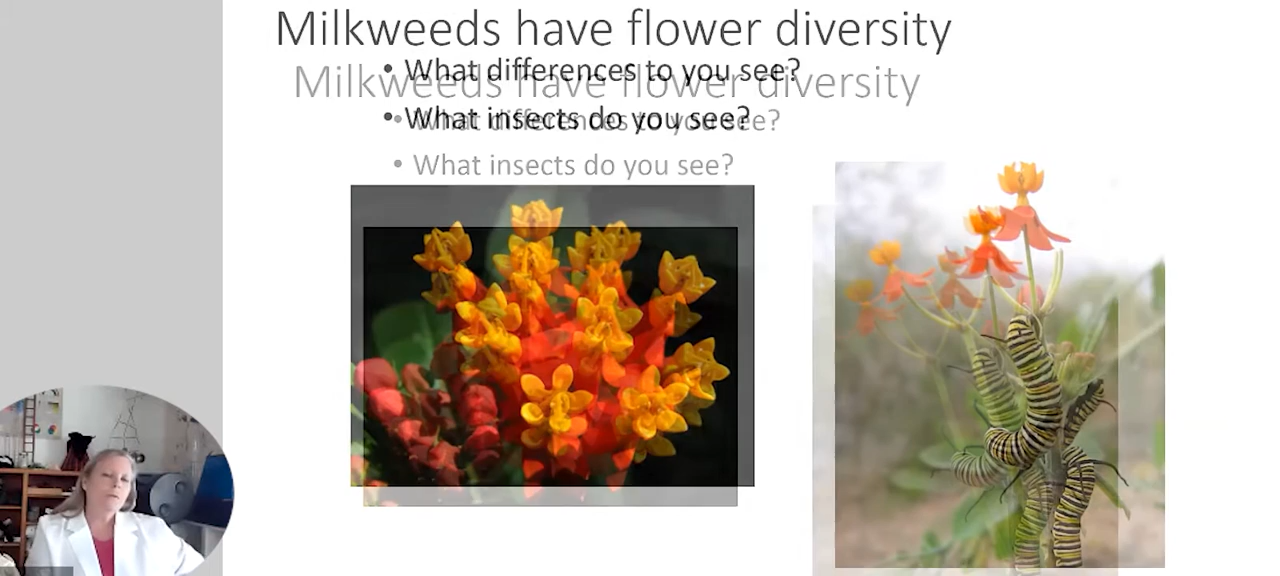 Milkweeds have flower diversity
• What differences to you see?
Milkweeds have flower diversity
• What insects do you see?
• What differences to you see?
• What insects do you see?